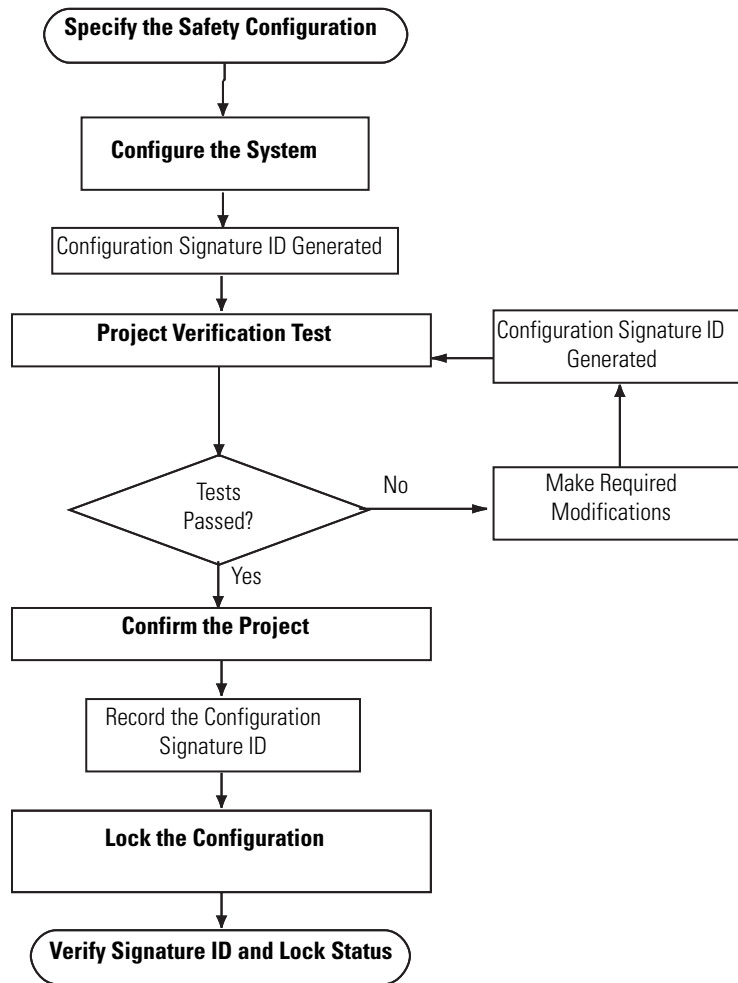 Specify the Safety Configuration
Configure the System
Configuration Signature ID Generated
Project Verification Test
Configuration Signature ID
Generated
Tests
Passed?
No
Make Required
Modifications
Yes
Confirm the Project
Record the Configuration
Signature ID
Lock the Configuration
Verify Signature ID and Lock Status